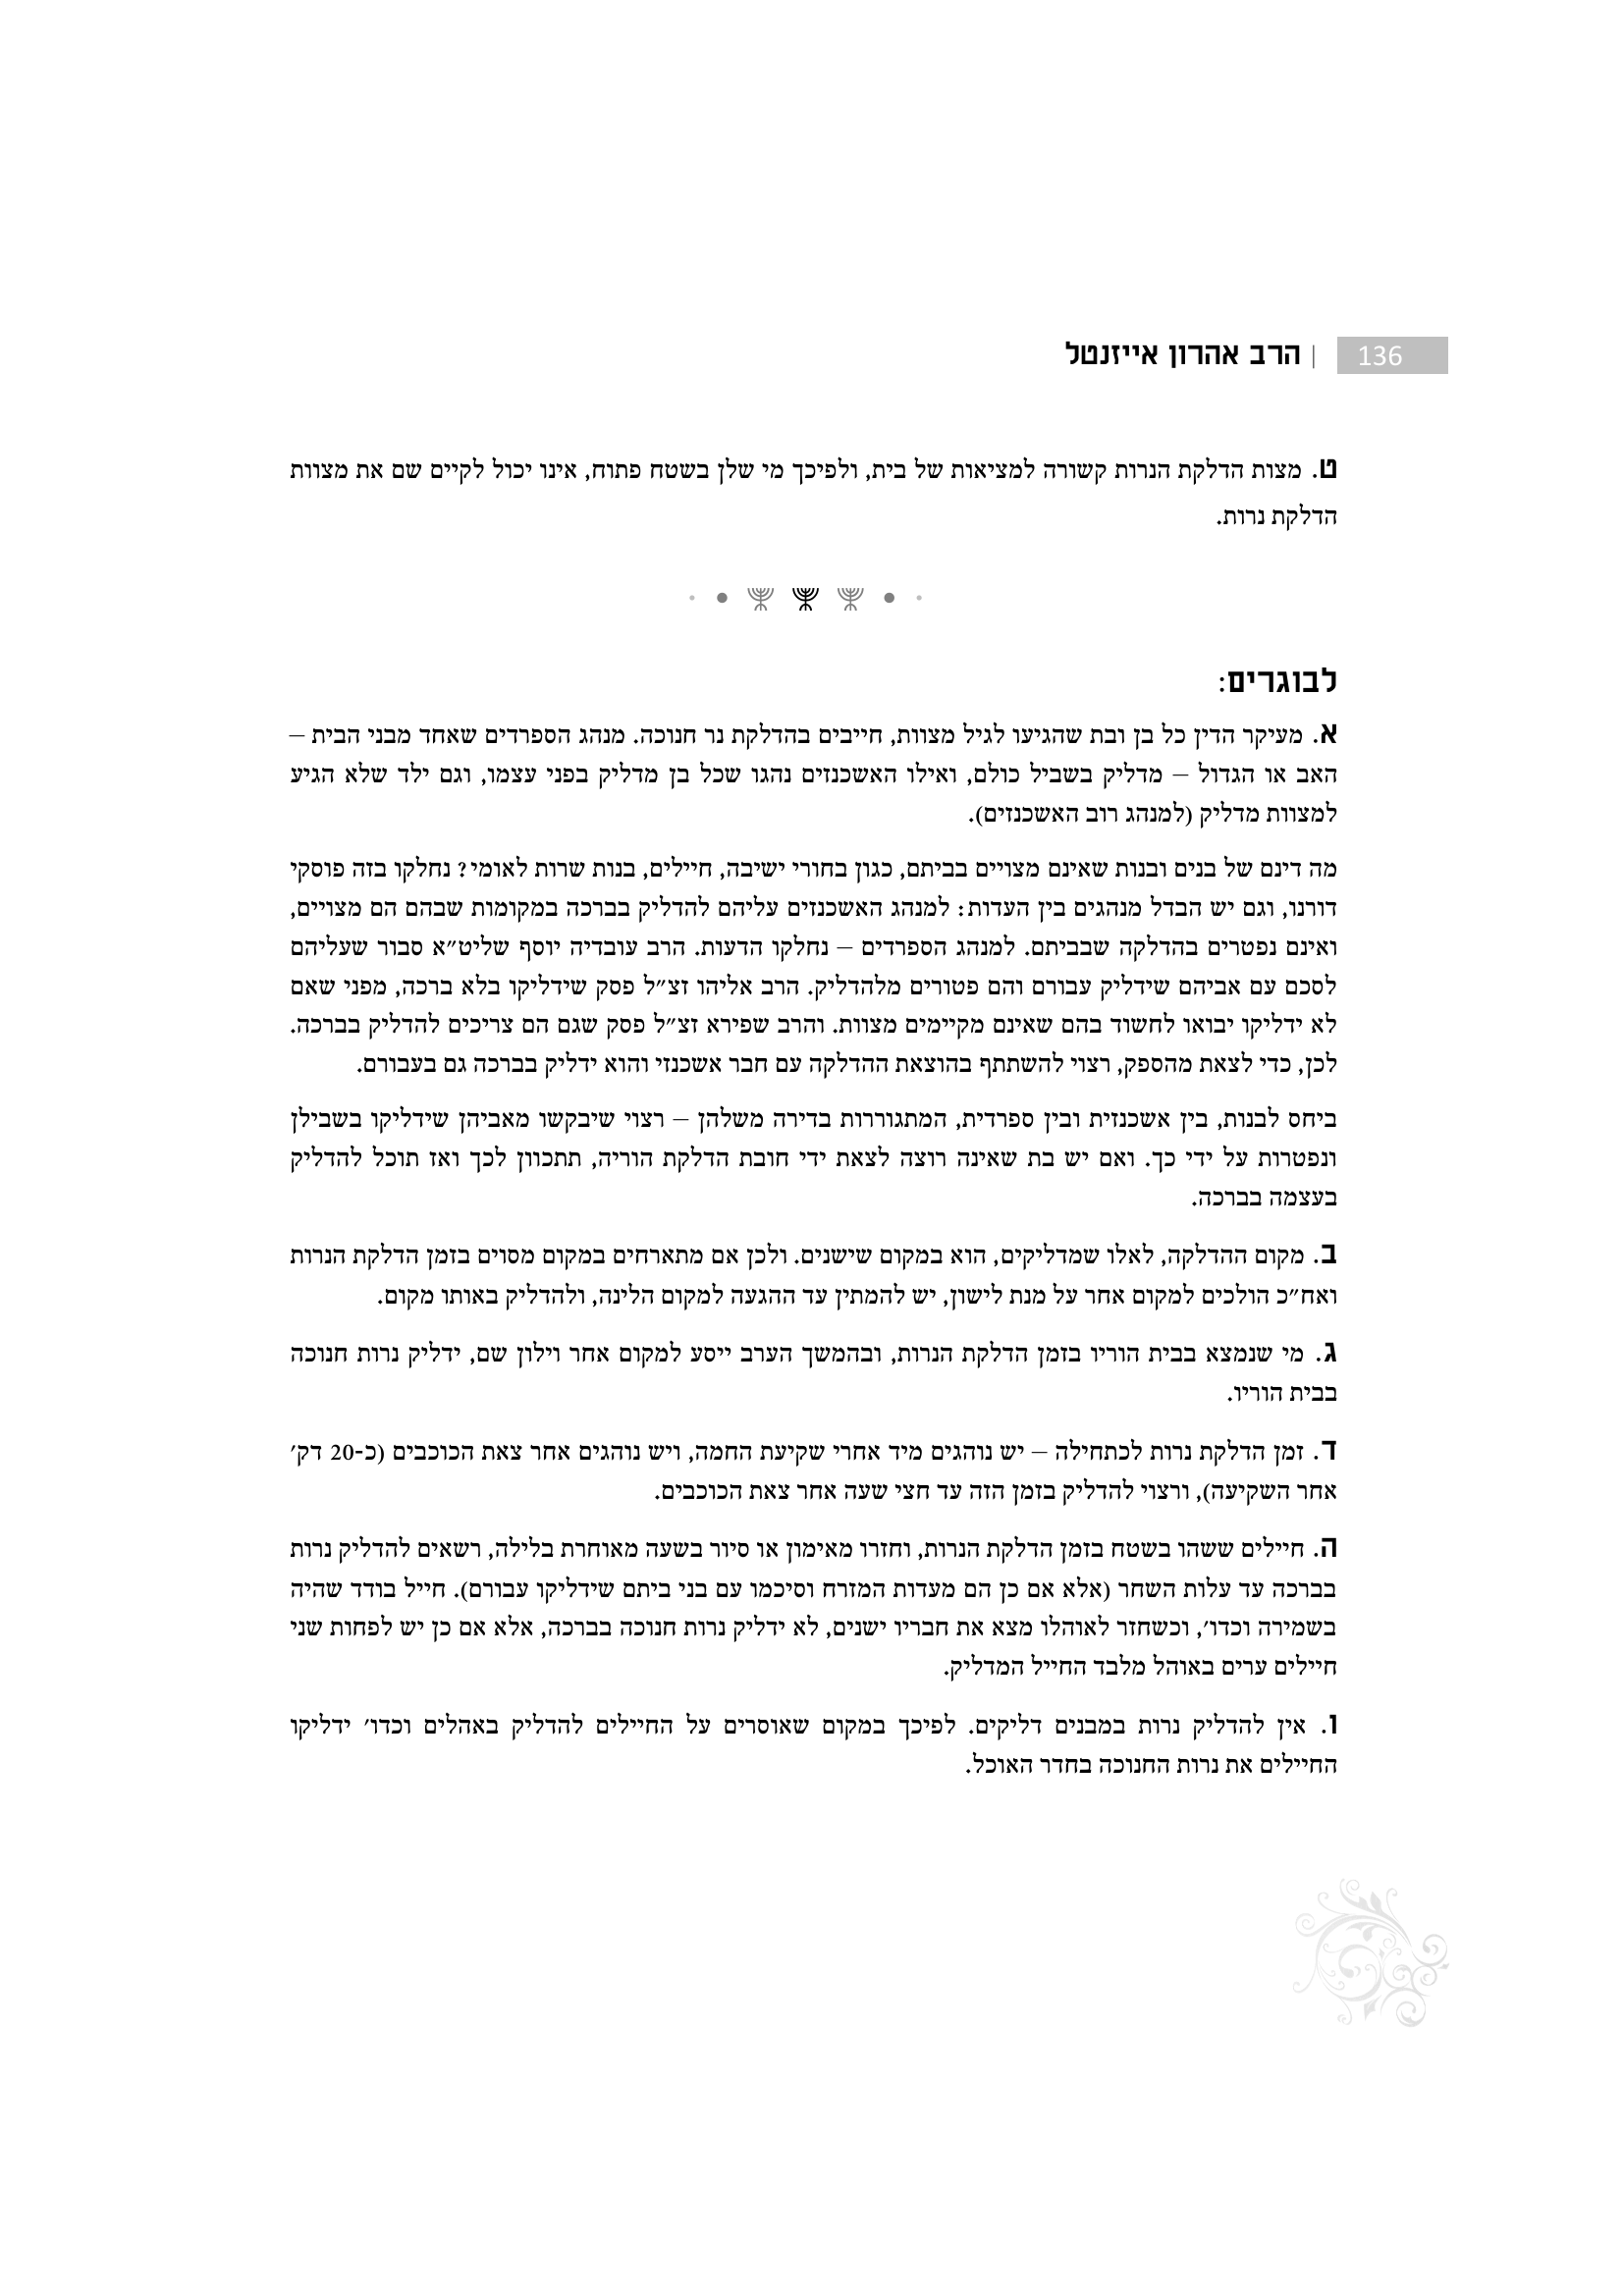 136 | הרב אהרון אייזנטל
ט. מצות הדלקת הנרות קשורה למציאות של בית, ולפיכך מי שלן בשטח פתוח, אינו יכול לקיים שם את מצוות
הדלקת נרות.
לבוגרים:
א. מעיקר הדין כל בן ובת שהגיעו לגיל מצוות, חייבים בהדלקת נר חנוכה. מנהג הספרדים שאחד מבני הבית –
האב או הגדול – מדליק בשביל כולם, ואילו האשכנזים נהגו שכל בן מדליק בפני עצמו, וגם ילד שלא הגיע
למצוות מדליק (למנהג רוב האשכנזים).
מה דינם של בנים ובנות שאינם מצויים בביתם, כגון בחורי ישיבה, חיילים, בנות שרות לאומי? נחלקו בזה פוסקי
דורנו, וגם יש הבדל מנהגים בין העדות: למנהג האשכנזים עליהם להדליק בברכה במקומות שבהם הם מצויים,
ואינם נפטרים בהדלקה שבביתם. למנהג הספרדים – נחלקו הדעות. הרב עובדיה יוסף שליט״א סבור שעליהם
לסכם עם אביהם שידליק עבורם והם פטורים מלהדליק. הרב אליהו זצ״ל פסק שידליקו בלא ברכה, מפני שאם
לא ידליקו יבואו לחשוד בהם שאינם מקיימים מצוות. והרב שפירא זצ״ל פסק שגם הם צריכים להדליק בברכה.
לכן, כדי לצאת מהספק, רצוי להשתתף בהוצאת ההדלקה עם חבר אשכנזי והוא ידליק בברכה גם בעבורם.
ביחס לבנות, בין אשכנזית ובין ספרדית, המתגוררות בדירה משלהן – רצוי שיבקשו מאביהן שידליקו בשבילן
ונפטרות על ידי כך. ואם יש בת שאינה רוצה לצאת ידי חובת הדלקת הוריה, תתכוון לכך ואז תוכל להדליק
בעצמה בברכה.
ב. מקום ההדלקה, לאלו שמדליקים, הוא במקום שישנים. ולכן אם מתארחים במקום מסוים בזמן הדלקת הנרות
ואח״כ הולכים למקום אחר על מנת לישון, יש להמתין עד ההגעה למקום הלינה, ולהדליק באותו מקום.
ג. מי שנמצא בבית הוריו בזמן הדלקת הנרות, ובהמשך הערב ייסע למקום אחר וילון שם, ידליק נרות חנוכה
בבית הוריו.
ד. זמן הדלקת נרות לכתחילה – יש נוהגים מיד אחרי שקיעת החמה, ויש נוהגים אחר צאת הכוכבים (כ-20 דק׳
אחר השקיעה), ורצוי להדליק בזמן הזה עד חצי שעה אחר צאת הכוכבים.
ה. חיילים ששהו בשטח בזמן הדלקת הנרות, וחזרו מאימון או סיור בשעה מאוחרת בלילה, רשאים להדליק נרות
בברכה עד עלות השחר (אלא אם כן הם מעדות המזרח וסיכמו עם בני ביתם שידליקו עבורם). חייל בודד שהיה
בשמירה וכדו׳, וכשחזר לאוהלו מצא את חבריו ישנים, לא ידליק נרות חנוכה בברכה, אלא אם כן יש לפחות שני
חיילים ערים באוהל מלבד החייל המדליק.
ו. אין להדליק נרות במבנים דליקים. לפיכך במקום שאוסרים על החיילים להדליק באהלים וכדו׳ ידליקו
החיילים את נרות החנוכה בחדר האוכל.